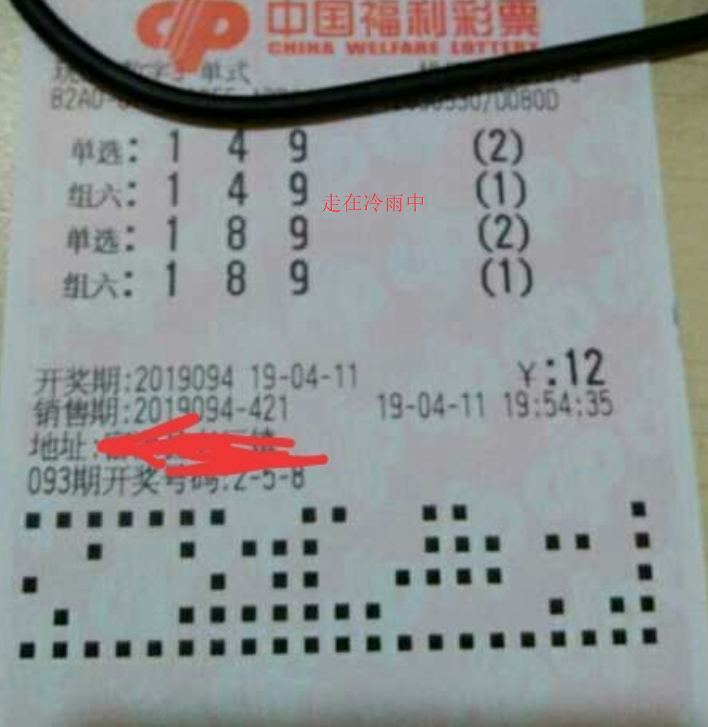 中国福利彩票
CHINA WELFARE LOTTERY
单式
B2A0- /00800
单选: 1 4 9 (2)
组六: 1 4 9 (1)
走在冷雨中
单选: 1 8 9 (2)
组六: 1 8 9 (1)
开奖期:2019094 19-04-11 ¥:12
销售期:2019094-421 19-04-11 19:54:35
地址:
093期开奖号码:2-5-8